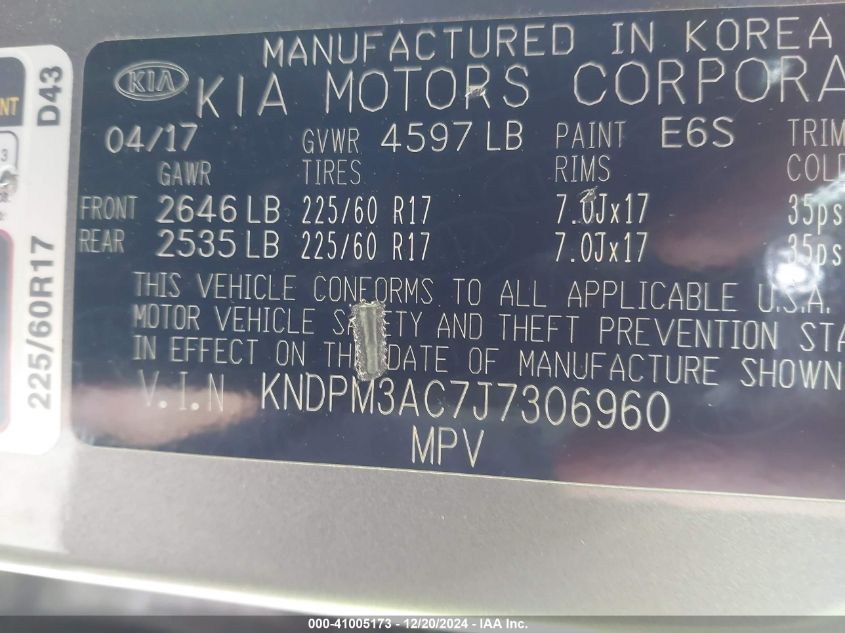 MANUFACTURED IN KOREA
KIA KIA MOTORS CORPORA
04/17 GVWR 4597 LB PAINT E6S TRIM
GAWR TIRES RIMS COL
FRONT 2646 LB 225/60 R17 7.0Jx17 35ps
REAR 2535 LB 225/60 R17 7.0Jx17 35ps
THIS VEHICLE CONFORMS TO ALL APPLICABLE U.S.A.
MOTOR VEHICLE S TY AND THEFT PREVENTION STA
IN EFFECT ON TH DATE OF MANUFACTURE SHOWN
V.I.N KNDPM3AC7J7306960
MPV
D43
225/60R17
NT
3
000-41005173 - 12/20/2024 - IAA Inc.